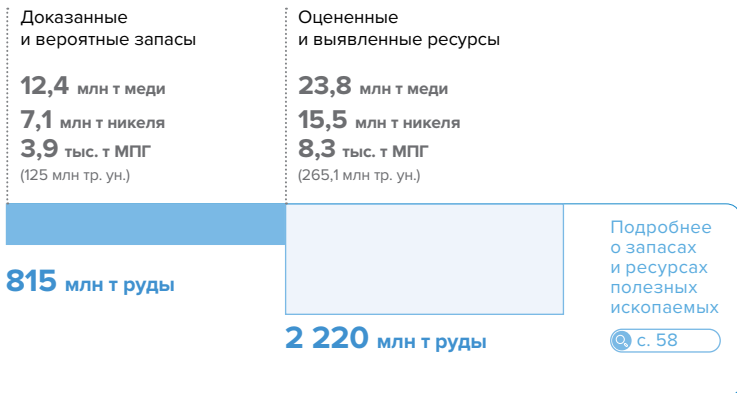 Доказанные
и вероятные запасы
12,4 млн т меди
7,1 млн т никеля
3,9 тыс. т МПГ
(125 млн тр. ун.)
815 млн т руды
Оцененные
и выявленные ресурсы
23,8 млн т меди
15,5 млн т никеля
8,3 тыс. т МПГ
(265,1 млн тр. ун.)
2 220 млн т руды
Подробнее
о запасах
и ресурсах
полезных
ископаемых
с. 58